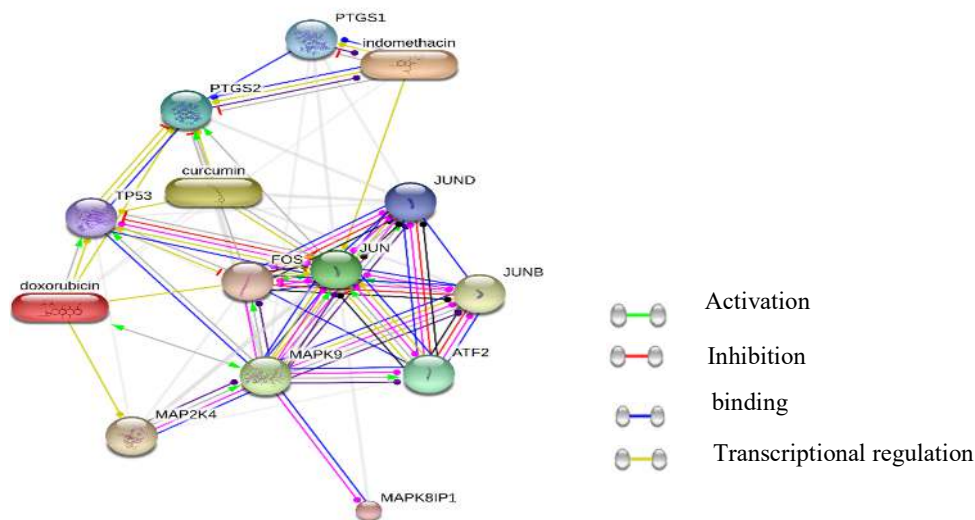 PTGS1
indomethacin
PTGS2
curcumin
JUND
TP53
JUN
FOS
JUNB
doxorubicin
MAPK9
ATF2
MAP2K4
MAPK8IP1
Activation
Inhibition
binding
Transcriptional regulation